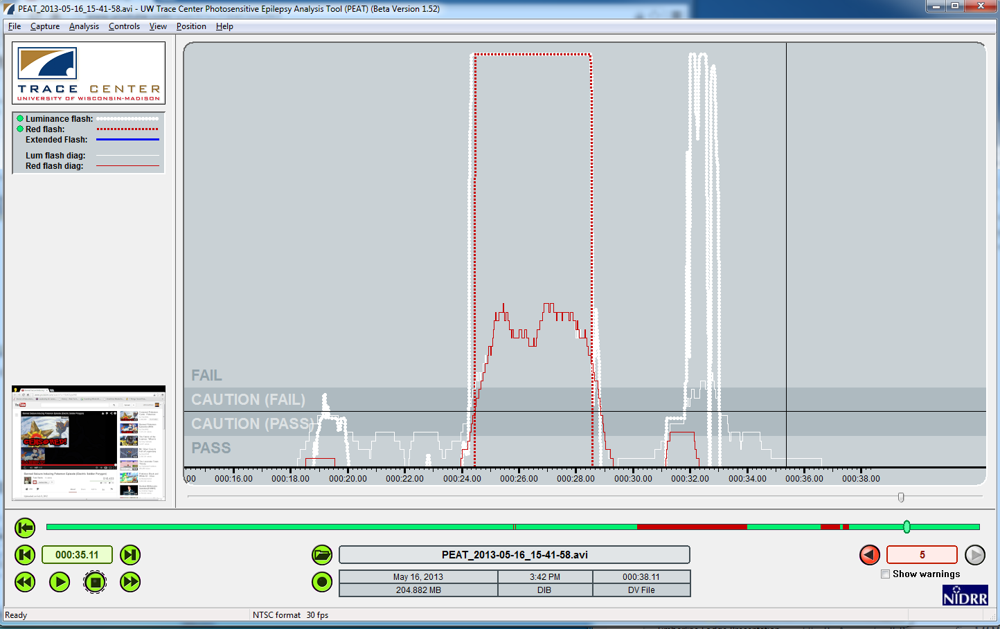 PEAT_2013-05-16_15-41-58.avi - UW Trace Center Photosensitive Epilepsy Analysis Tool (PEAT) (Beta Version 1.52)
File Capture Analysis Controls View Position Help
TRACE CENTER
UNIVERSITY OF WISCONSIN-MADISON
Luminance flash:
Red flash:
Extended Flash:
Lum flash diag:
Red flash diag:
FAIL
CAUTION (FAIL)
CAUTION (PASS)
PASS
:00 000:16.00 000:18.00 000:20.00 000:22.00 000:24.00 000:26.00 000:28.00 000:30.00 000:32.00 000:34.00 000:36.00 000:38.00
CENSORED!
000:35.11
PEAT_2013-05-16_15-41-58.avi
5
May 16, 2013 3:42 PM 000:38.11
204.882 MB DIB DV File
Show warnings
NIDRR
Ready NTSC format 30 fps